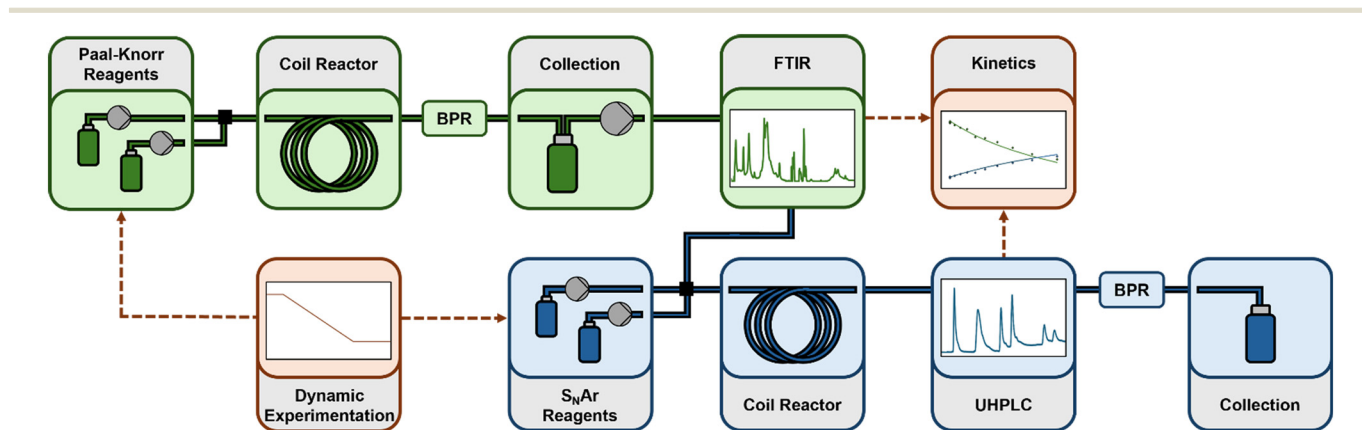 Paal-Knorr
Reagents
Coil Reactor
BPR
Collection
FTIR
Kinetics
Dynamic
Experimentation
SNAr
Reagents
Coil Reactor
UHPLC
BPR
Collection